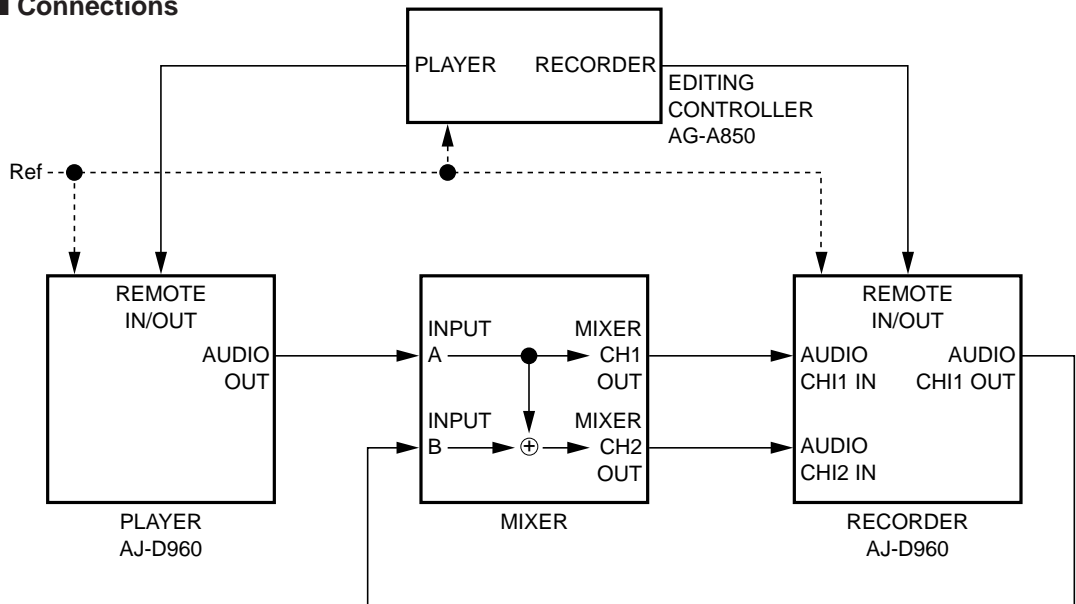 Connections
PLAYER
RECORDER
EDITING
CONTROLLER
AG-A850
Ref
REMOTE
IN/OUT
AUDIO
OUT
PLAYER
AJ-D960
INPUT
A
MIXER
CH1
OUT
INPUT
B
MIXER
CH2
OUT
MIXER
REMOTE
IN/OUT
AUDIO
CHI1 IN
AUDIO
CHI1 OUT
AUDIO
CHI2 IN
RECORDER
AJ-D960